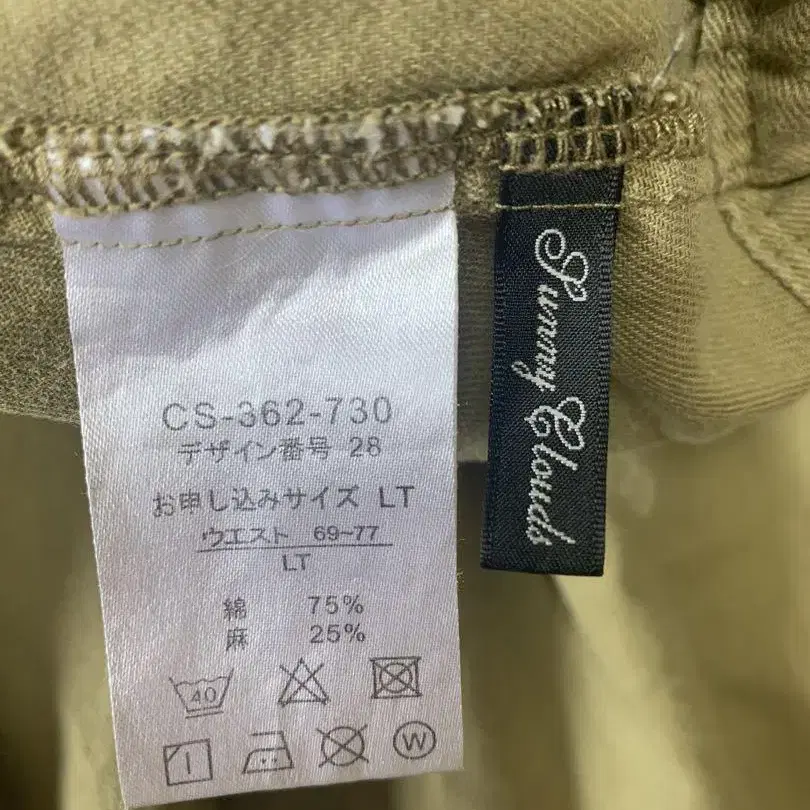 CS-362-730
デザイン番号 28
お申し込みサイズ LT
ウエスト 69~77
LT
綿 75%
麻 25%
40
W
Sunny Clouds